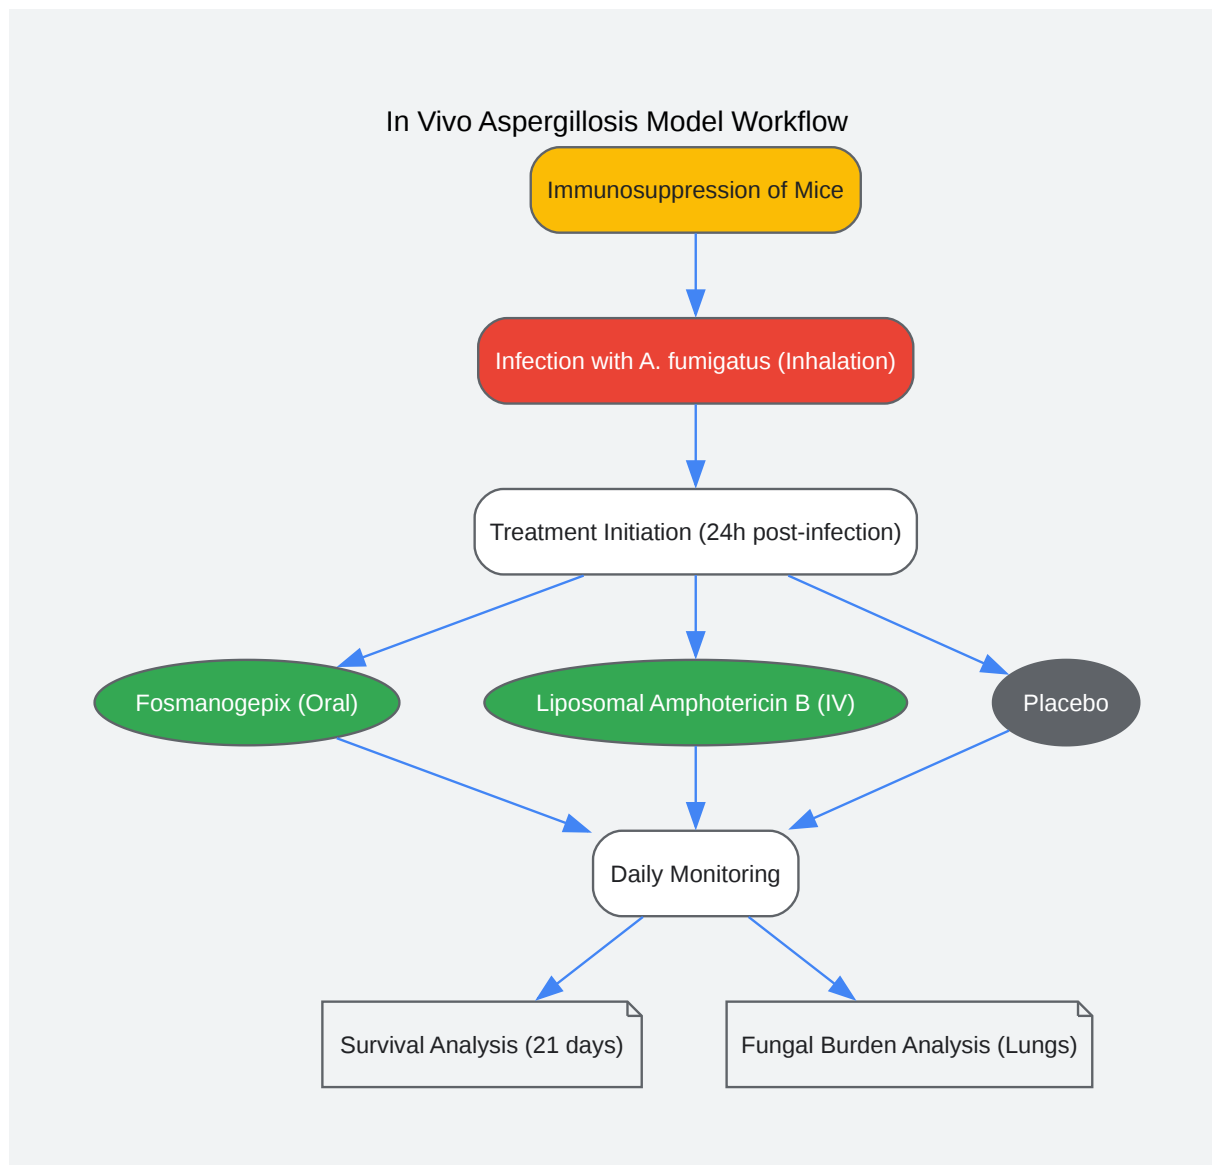 In Vivo Aspergillosis Model Workflow
Immunosuppression of Mice
Infection with A. fumigatus (Inhalation)
Treatment Initiation (24h post-infection)
Fosmanogepix (Oral)
Liposomal Amphotericin B (IV)
Placebo
Daily Monitoring
Survival Analysis (21 days)
Fungal Burden Analysis (Lungs)